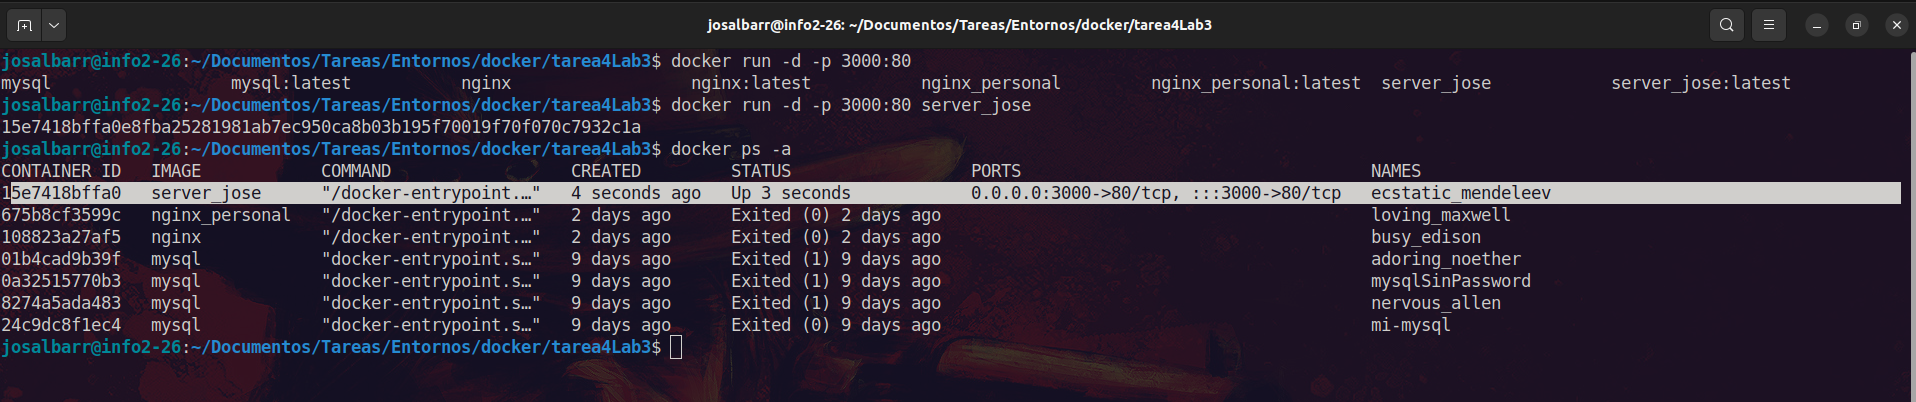 josalbarr@info2-26: ~/Documentos/Tareas/Entornos/docker/tarea4Lab3
josalbarr@info2-26:~/Documentos/Tareas/Entornos/docker/tarea4Lab3$ docker run -d -p 3000:80
mysql mysql:latest nginx nginx:latest nginx_personal nginx_personal:latest server_jose server_jose:latest
josalbarr@info2-26:~/Documentos/Tareas/Entornos/docker/tarea4Lab3$ docker run -d -p 3000:80 server_jose
15e7418bffa0e8fba25281981ab7ec950ca8b03b195f70019f70f070c7932c1a
josalbarr@info2-26:~/Documentos/Tareas/Entornos/docker/tarea4Lab3$ docker ps -a
CONTAINER ID IMAGE COMMAND CREATED STATUS PORTS NAMES
15e7418bffa0 server_jose "/docker-entrypoint.…" 4 seconds ago Up 3 seconds 0.0.0.0:3000->80/tcp, :::3000->80/tcp ecstatic_mendeleev
675b8cf3599c nginx_personal "/docker-entrypoint.…" 2 days ago Exited (0) 2 days ago loving_maxwell
108823a27af5 nginx "/docker-entrypoint.…" 2 days ago Exited (0) 2 days ago busy_edison
01b4cad9b39f mysql "docker-entrypoint.s…" 9 days ago Exited (1) 9 days ago adoring_noether
0a32515770b3 mysql "docker-entrypoint.s…" 9 days ago Exited (1) 9 days ago mysqlSinPassword
8274a5ada483 mysql "docker-entrypoint.s…" 9 days ago Exited (1) 9 days ago nervous_allen
24c9dc8f1ec4 mysql "docker-entrypoint.s…" 9 days ago Exited (0) 9 days ago mi-mysql
josalbarr@info2-26:~/Documentos/Tareas/Entornos/docker/tarea4Lab3$